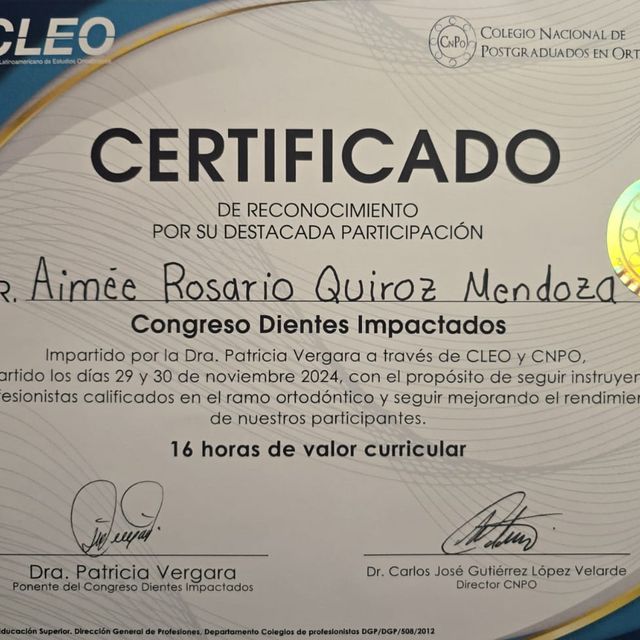 CLEO
Latinoamericano de Estudios Ortodónticos
CNPO
COLEGIO NACIONAL DE
POSTGRADUADOS EN ORT
CERTIFICADO
DE RECONOCIMIENTO
POR SU DESTACADA PARTICIPACIÓN
R. Aimée Rosario Quiroz Mendoza
Congreso Dientes Impactados
Impartido por la Dra. Patricia Vergara a través de CLEO y CNPO,
artido los días 29 y 30 de noviembre 2024, con el propósito de seguir instruyen
ofesionistas calificados en el ramo ortodóntico y seguir mejorando el rendimie
de nuestros participantes.
16 horas de valor curricular
Dra. Patricia Vergara
Ponente del Congreso Dientes Impactados
Dr. Carlos José Gutiérrez López Velarde
Director CNPO
Educación Superior. Dirección General de Profesiones, Departamento Colegios de profesionistas DGP/DGP/508/2012